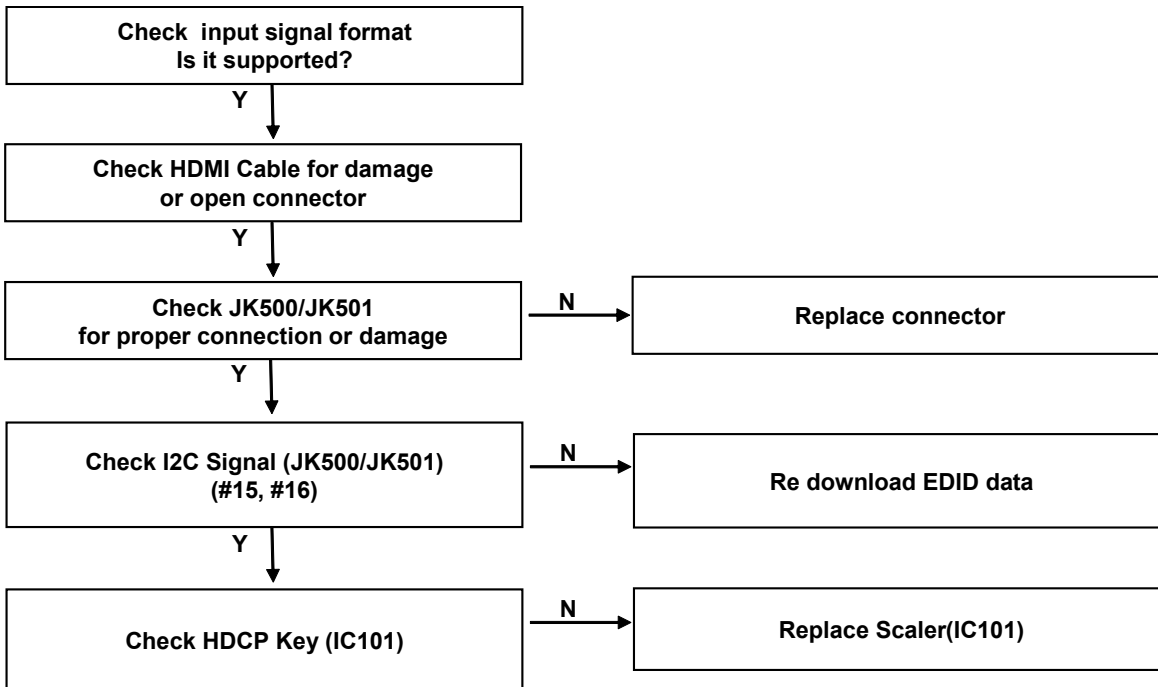 Check input signal format
Is it supported?
Y
Check HDMI Cable for damage
or open connector
Y
Check JK500/JK501
for proper connection or damage
N
Replace connector
Y
Check I2C Signal (JK500/JK501)
(#15, #16)
N
Re download EDID data
Y
Check HDCP Key (IC101)
N
Replace Scaler(IC101)